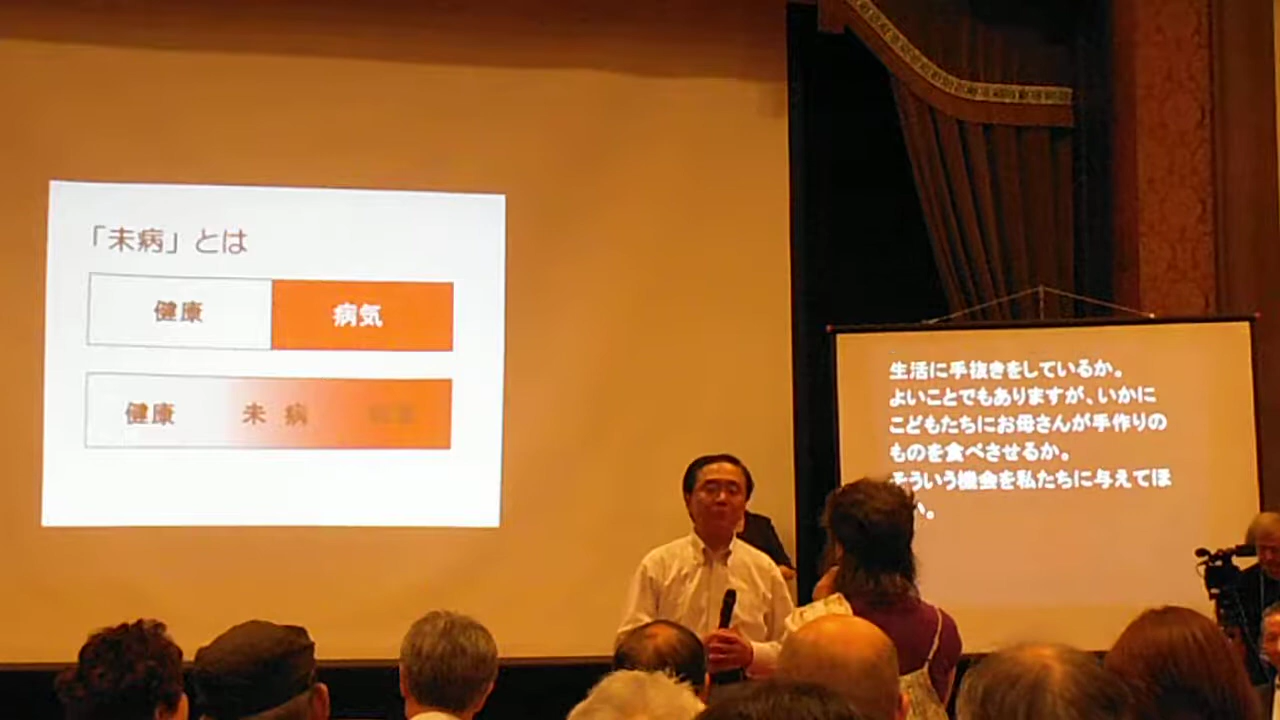 「未病」とは
健康 病気
健康 未病
生活に手抜きをしているか。
よいことでもありますが、いかに
こどもたちにお母さんが手作りの
ものを食べさせるか。
そういう機会を私たちに与えてほ
い。